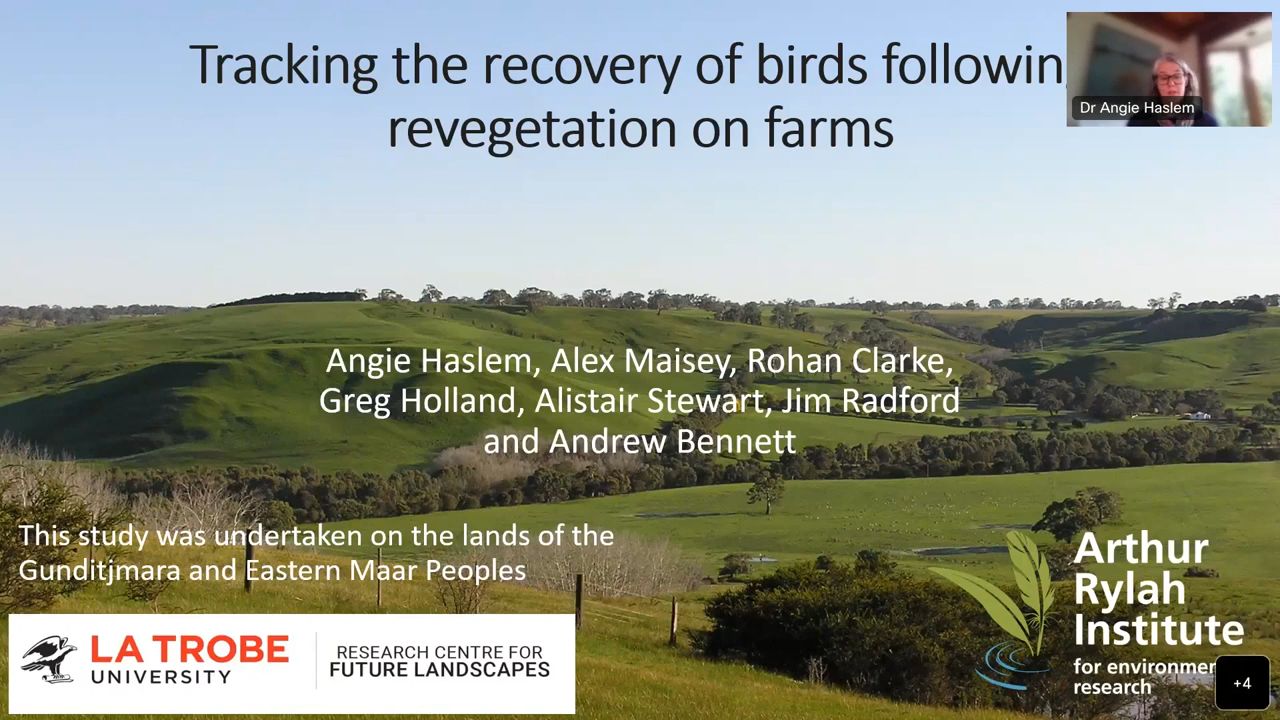 Tracking the recovery of birds followin
revegetation on farms
Dr Angie Haslem
Angie Haslem, Alex Maisey, Rohan Clarke,
Greg Holland, Alistair Stewart, Jim Radford
and Andrew Bennett
This study was undertaken on the lands of the
Gunditjmara and Eastern Maar Peoples
LA TROBE
UNIVERSITY
RESEARCH CENTRE FOR
FUTURE LANDSCAPES
Arthur
Rylah
Institute
for environmen
research
+4